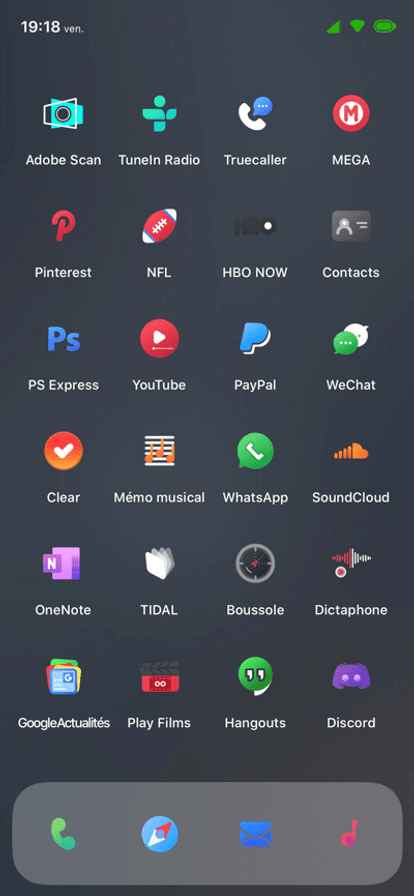 19:18 ven.
Adobe Scan TuneIn Radio Truecaller MEGA
Pinterest NFL HBO NOW Contacts
Ps
PS Express YouTube PayPal WeChat
Clear Mémo musical WhatsApp SoundCloud
N
OneNote TIDAL Boussole Dictaphone
GoogleActualités Play Films Hangouts Discord